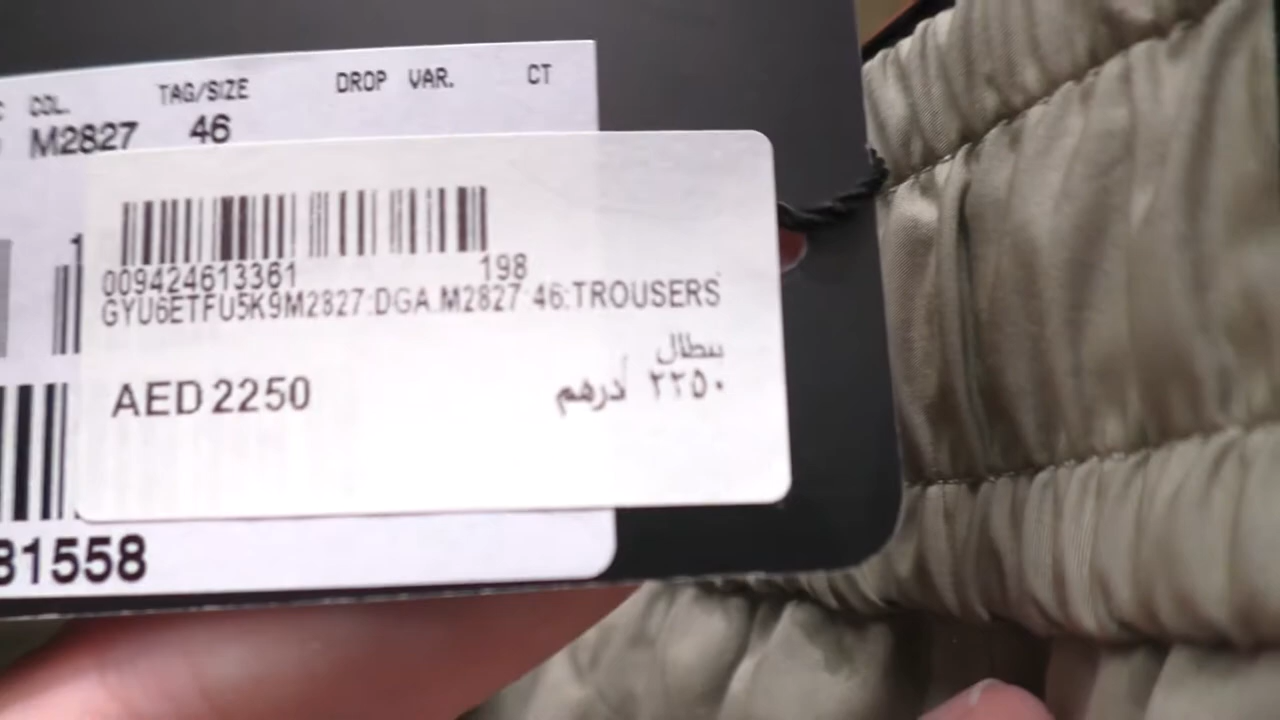 COL. TAG/SIZE DROP VAR. CT
M2827 46
009424613361 198
GYU6ETFU5K9M2827:DGA.M2827 46:TROUSERS
بنطال
AED 2250 ٢٢٥٠ درهم
81558